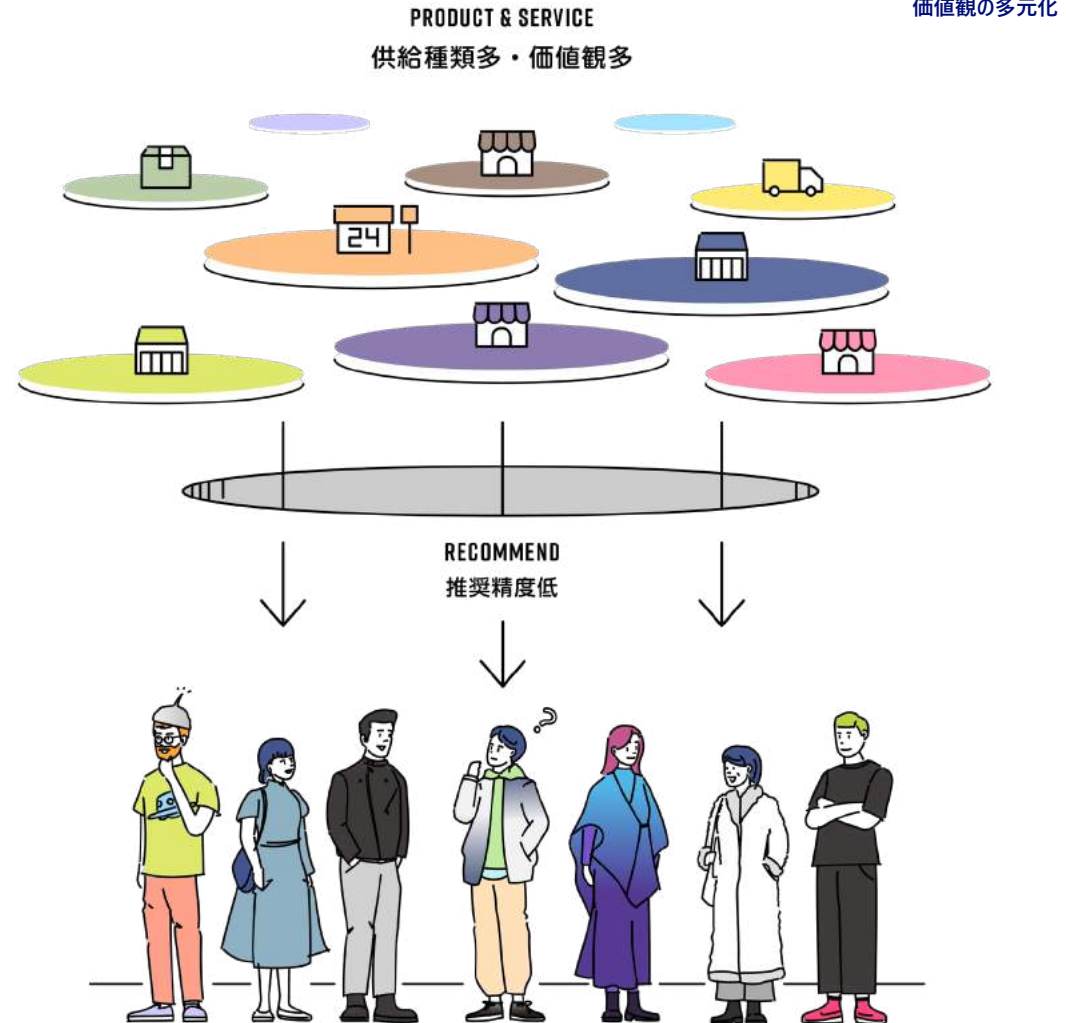 価値観の多元化
PRODUCT & SERVICE
供給種類多・価値観多
24
RECOMMEND
推奨精度低
?